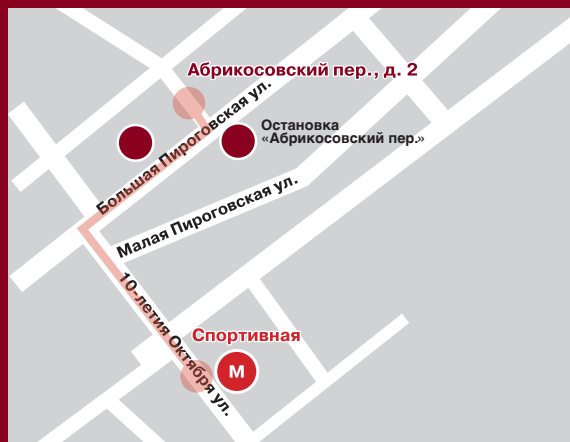 Абрикосовский пер., д. 2
Большая Пироговская ул.
Остановка
«Абрикосовский пер.»
Малая Пироговская ул.
10-летия Октября ул.
Спортивная
М